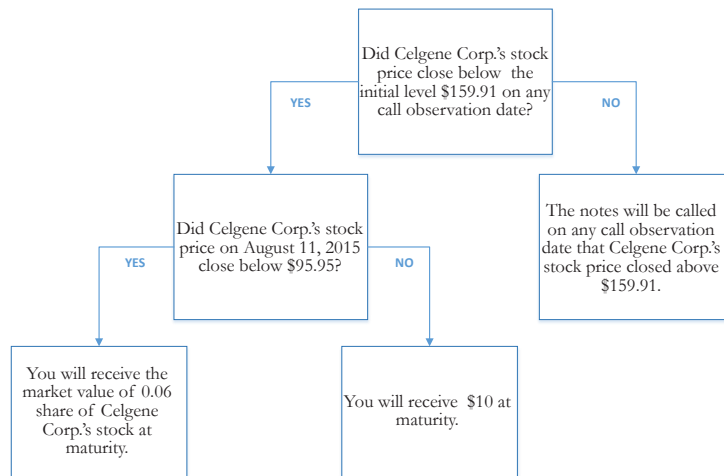 Did Celgene Corp.'s stock
price close below the
initial level $159.91 on any
call observation date?
YES
NO
Did Celgene Corp.'s stock
price on August 11, 2015
close below $95.95?
The notes will be called
on any call observation
date that Celgene Corp.'s
stock price closed above
$159.91.
YES
NO
You will receive the
market value of 0.06
share of Celgene
Corp.'s stock at
maturity.
You will receive $10 at
maturity.